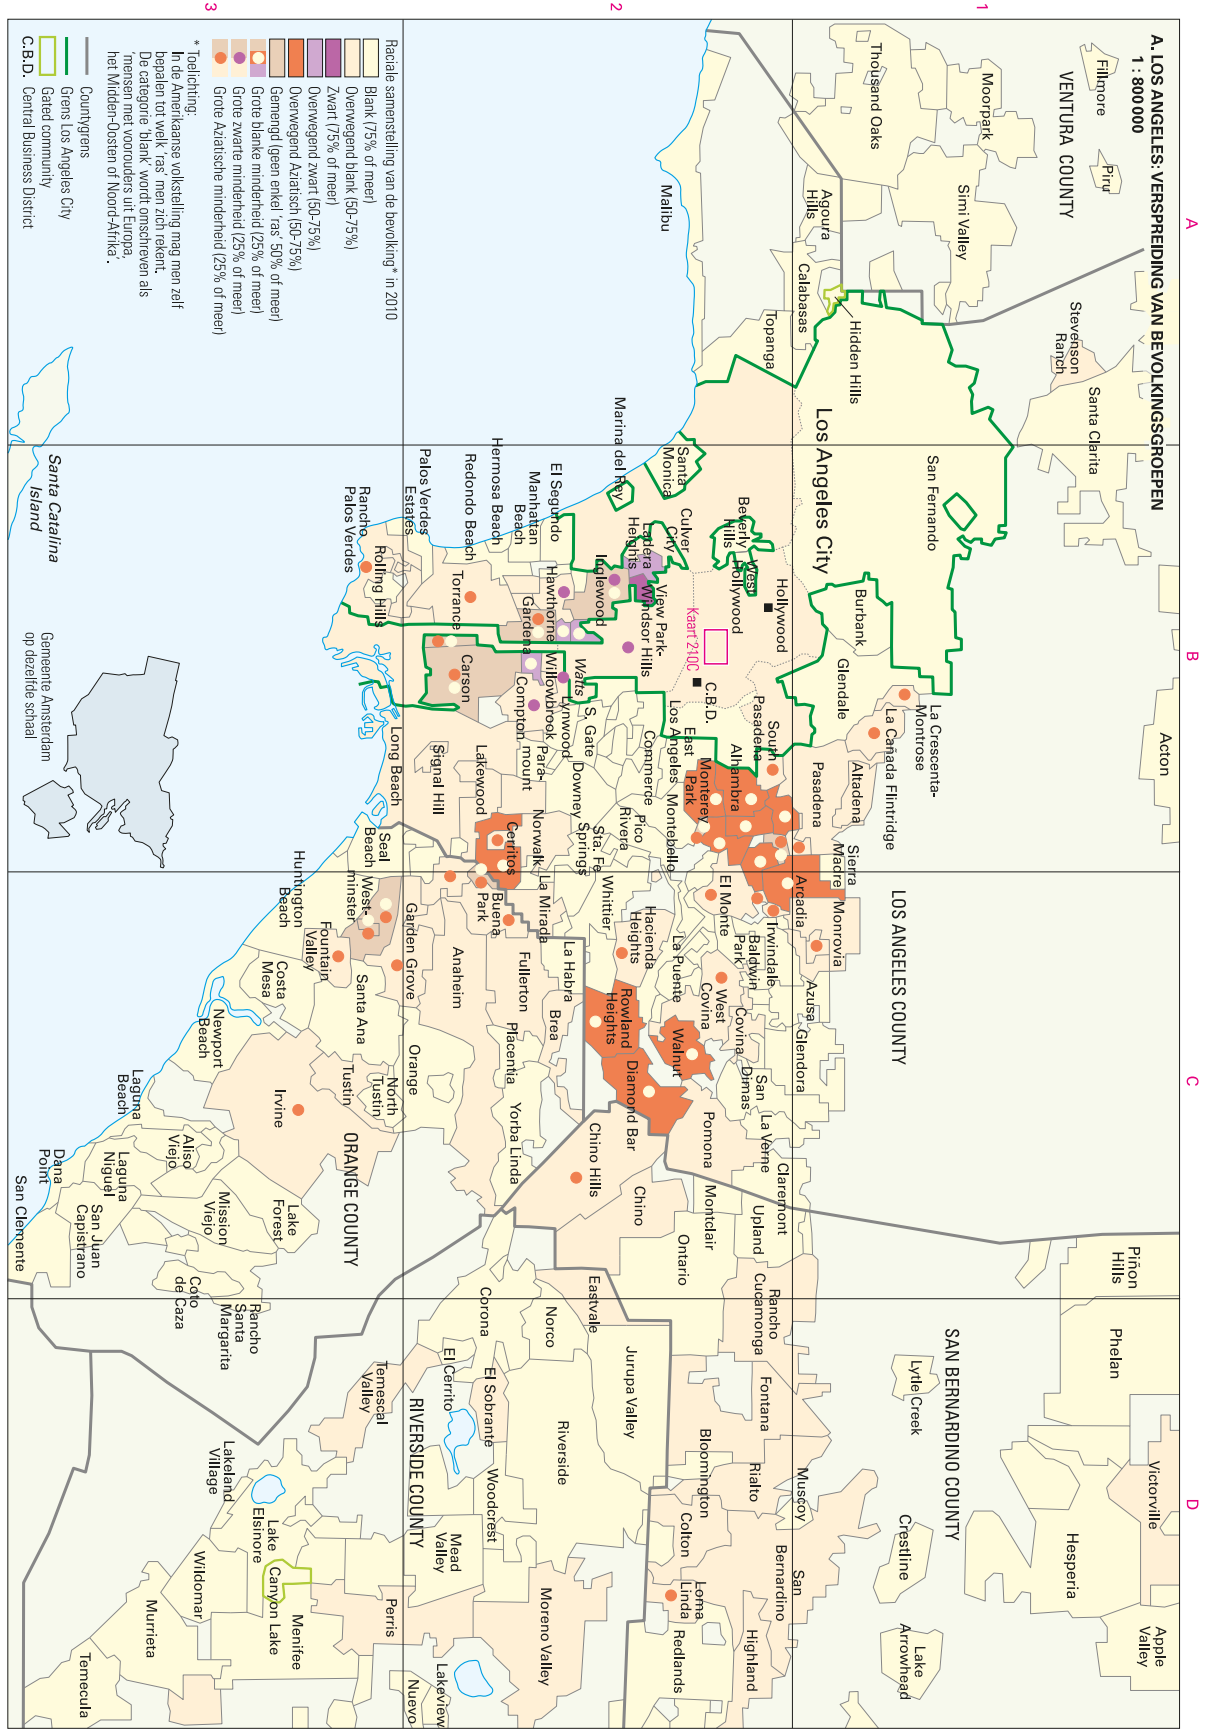 A. LOS ANGELES: VERSPREIDING VAN BEVOLKINGSGROEPEN
1 : 800 000
A
B
C
D
1
2
3
Fillmore
Piru
VENTURA COUNTY
Moorpark
Thousand Oaks
Simi Valley
Agoura
Hills
Calabasas
Hidden Hills
Topanga
Malibu
Stevenson
Ranch
Santa Clarita
Acton
Los Angeles City
San Fernando
Burbank
Glendale
La Crescenta-
Montrose
La Cañada Flintridge
Altadena
Pasadena
South
Pasadena
Sierra
Madre
Arcadia
Monrovia
LOS ANGELES COUNTY
Hollywood
West
Hollywood
Beverly
Hills
Santa
Monica
Marina del Rey
Culver
City
Ladera
Heights
View Park-
Windsor Hills
Kaart 210C
C.B.D.
East
Los Angeles
Alhambra
Monterey
Park
Montebello
Commerce
Inglewood
El Segundo
Manhattan
Beach
Hermosa Beach
Redondo Beach
Palos Verdes
Estates
Rancho
Palos Verdes
Rolling Hills
Torrance
Hawthorne
Gardena
Watts
Willowbrook
Compton
Lynwood
S. Gate
Carson
Para-
mount
Downey
Pico
Rivera
Sta. Fe
Springs
Whittier
Norwalk
Lakewood
Signal Hill
Long Beach
Cerritos
La Mirada
Buena
Park
Seal
Beach
West-
minster
Huntington
Beach
Fountain
Valley
Garden Grove
Anaheim
Fullerton
La Habra
Brea
Placentia
Yorba Linda
Orange
Santa Ana
Costa
Mesa
Newport
Beach
Irvine
Tustin
North
Tustin
ORANGE COUNTY
Laguna
Beach
Aliso
Viejo
Laguna
Niguel
Dana
Point
San Clemente
San Juan
Capistrano
Mission
Viejo
Lake
Forest
Coto
de Caza
Rancho
Santa
Margarita
El Monte
Irwindale
Baldwin
Park
Azusa
Glendora
Covina
West
Covina
La Puente
Hacienda
Heights
Rowland
Heights
Walnut
Diamond Bar
San
Dimas
La Verne
Pomona
Claremont
Montclair
Upland
Ontario
Chino
Chino Hills
Rancho
Cucamonga
Fontana
Rialto
Bloomington
Muscoy
San
Bernardino
Colton
Loma
Linda
Highland
Redlands
SAN BERNARDINO COUNTY
Piñon
Hills
Phelan
Victorville
Hesperia
Apple
Valley
Lytle Creek
Crestline
Lake
Arrowhead
Eastvale
Norco
Corona
Jurupa Valley
Riverside
El Cerrito
El Sobrante
Woodcrest
Temescal
Valley
RIVERSIDE COUNTY
Mead
Valley
Moreno Valley
Perris
Lakeview
Nuevo
Lakeland
Village
Lake
Elsinore
Canyon Lake
Menifee
Wildomar
Murrieta
Temecula
Santa Catalina
Island
Gemeente Amsterdam
op dezelfde schaal
Raciale samenstelling van de bevolking* in 2010
Blank (75% of meer)
Overwegend blank (50-75%)
Zwart (75% of meer)
Overwegend zwart (50-75%)
Overwegend Aziatisch (50-75%)
Gemengd (geen enkel 'ras' 50% of meer)
Grote blanke minderheid (25% of meer)
Grote zwarte minderheid (25% of meer)
Grote Aziatische minderheid (25% of meer)
* Toelichting:
In de Amerikaanse volkstelling mag men zelf
bepalen tot welk 'ras' men zich rekent.
De categorie 'blank' wordt omschreven als
'mensen met voorouders uit Europa,
het Midden-Oosten of Noord-Afrika'.
Countygrens
Grens Los Angeles City
Gated community
C.B.D. Central Business District